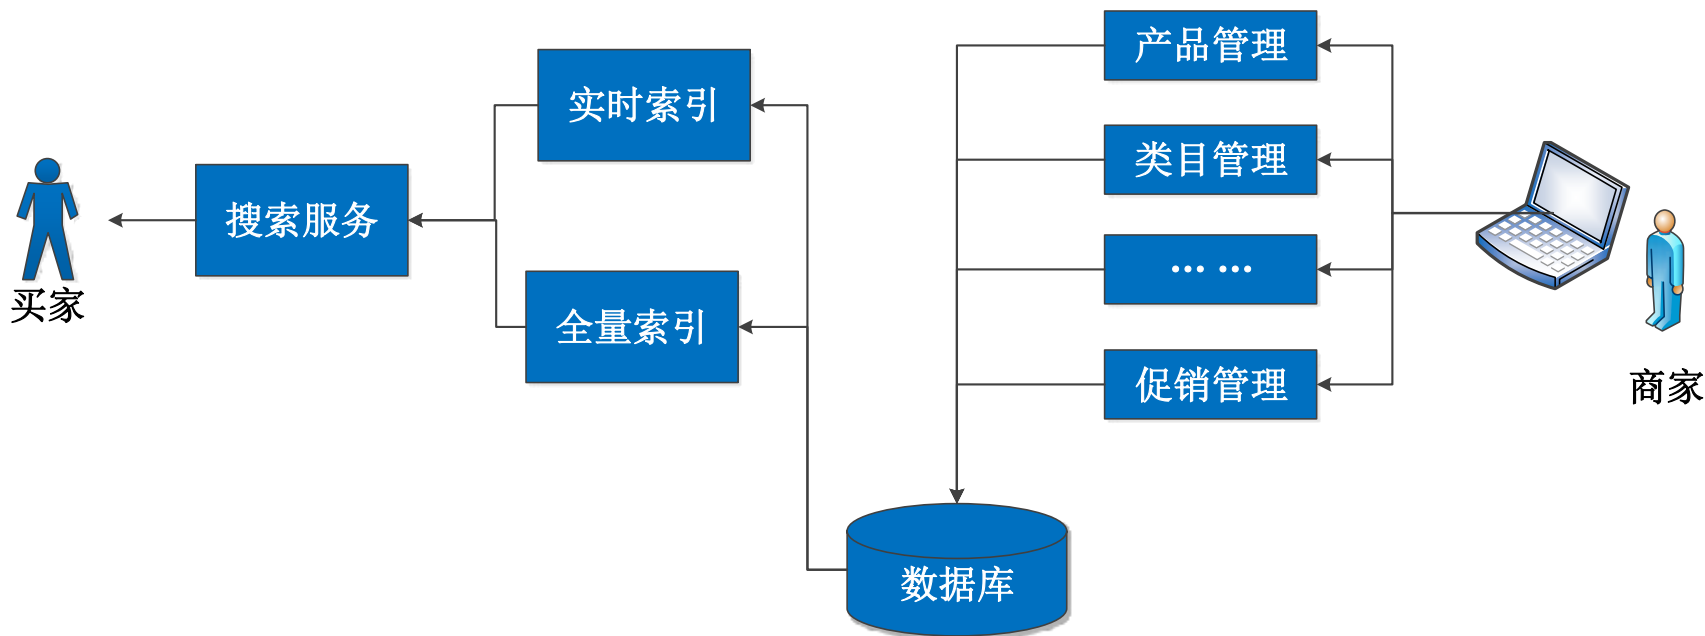 产品管理
实时索引
类目管理
搜索服务
… …
买家
全量索引
促销管理
商家
数据库